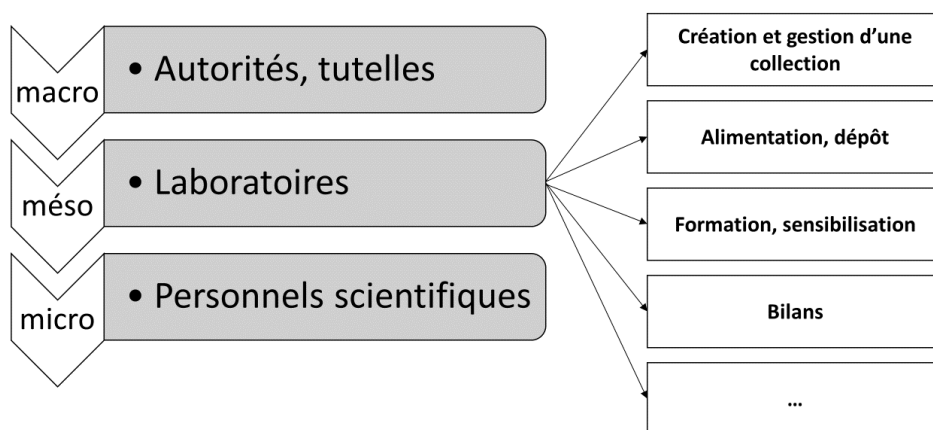 macro
• Autorités, tutelles
méso
• Laboratoires
micro
• Personnels scientifiques
Création et gestion d’une
collection
Alimentation, dépôt
Formation, sensibilisation
Bilans
...